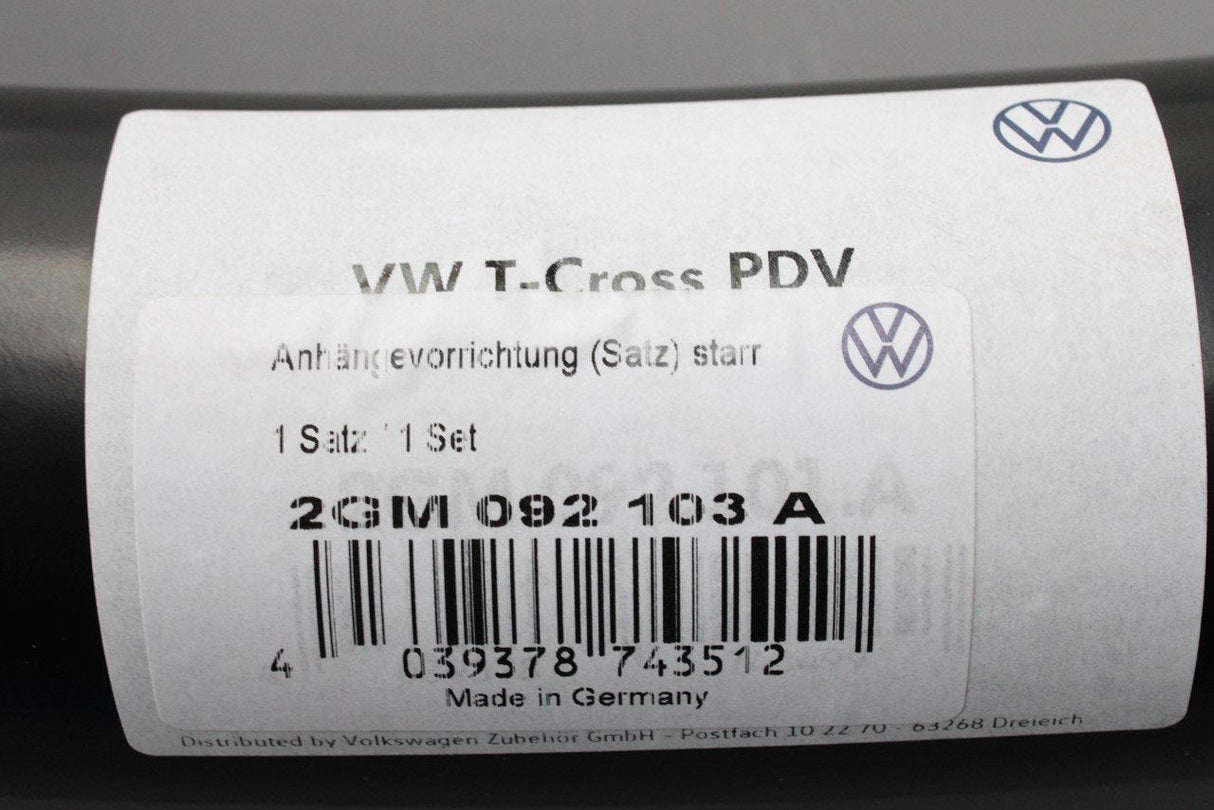 VW T-Cross PDV
Anhängevorrichtung (Satz) starr
1 Satz / 1 Set
2GM 092 103 A
4 039378 743512
Made in Germany
Distributed by Volkswagen Zubehör GmbH - Postfach 10 22 70 - 63268 Dreieich